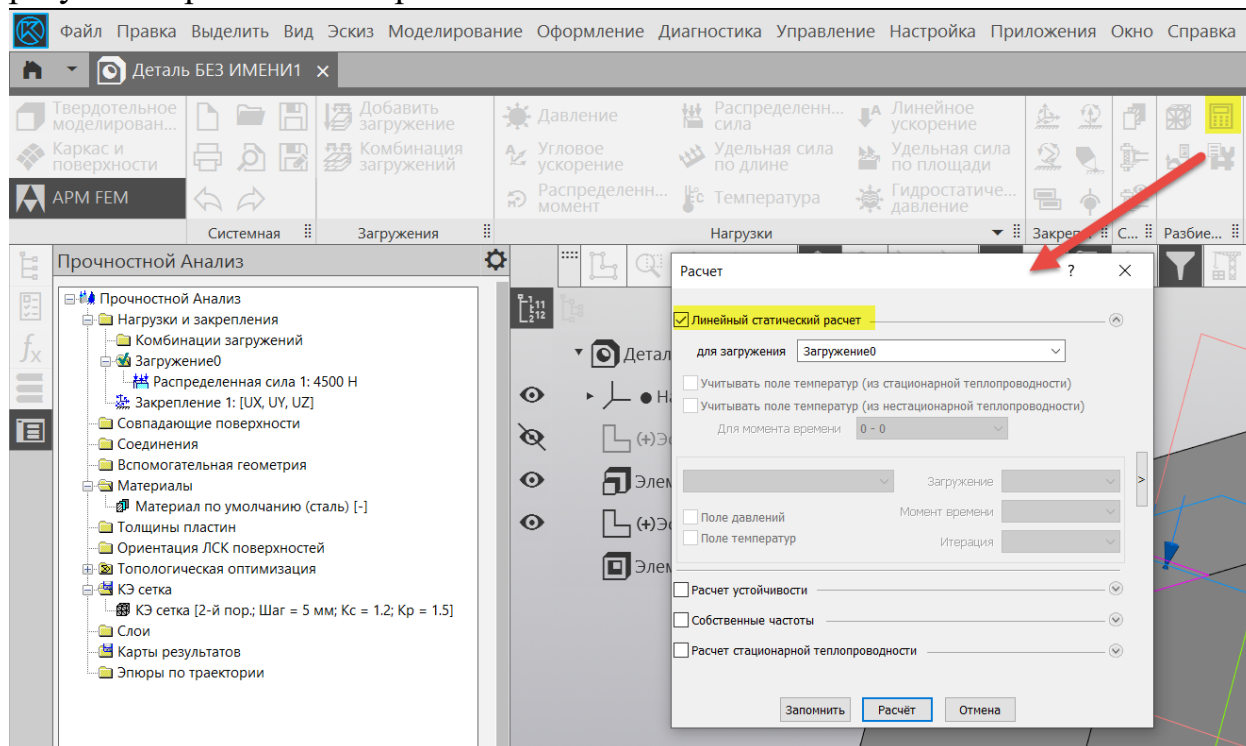 Файл Правка Выделить Вид Эскиз Моделирование Оформление Диагностика Управление Настройка Приложения Окно Справка
Деталь БЕЗ ИМЕНИ1
Твердотельное
моделирован...
Каркас и
поверхности
APM FEM
Системная
Добавить
загружение
Комбинация
загружений
Загружения
Давление
Угловое
ускорение
Распределенн...
момент
Распределенн...
сила
Удельная сила
по длине
Температура
Линейное
ускорение
Удельная сила
по площади
Гидростатиче...
давление
Нагрузки
С...
Разбие...
Прочностной Анализ
Прочностной Анализ
Нагрузки и закрепления
Комбинации загружений
Загружение0
Распределенная сила 1: 4500 Н
Закрепление 1: [UX, UY, UZ]
Совпадающие поверхности
Соединения
Вспомогательная геометрия
Материалы
Материал по умолчанию (сталь) [-]
Толщины пластин
Ориентация ЛСК поверхностей
Топологическая оптимизация
КЭ сетка
КЭ сетка [2-й пор.; Шаг = 5 мм; Кс = 1.2; Кр = 1.5]
Слои
Карты результатов
Эпюры по траектории
Детал
(+)Эс
Элем
(+)Эс
Элем
Расчет
?
Линейный статический расчет
для загружения Загружение0
Учитывать поле температур (из стационарной теплопроводности)
Учитывать поле температур (из нестационарной теплопроводности)
Для момента времени 0 - 0
Загружение
Поле давлений
Момент времени
Поле температур
Итерация
>
Расчет устойчивости
Собственные частоты
Расчет стационарной теплопроводности
Запомнить Расчёт Отмена